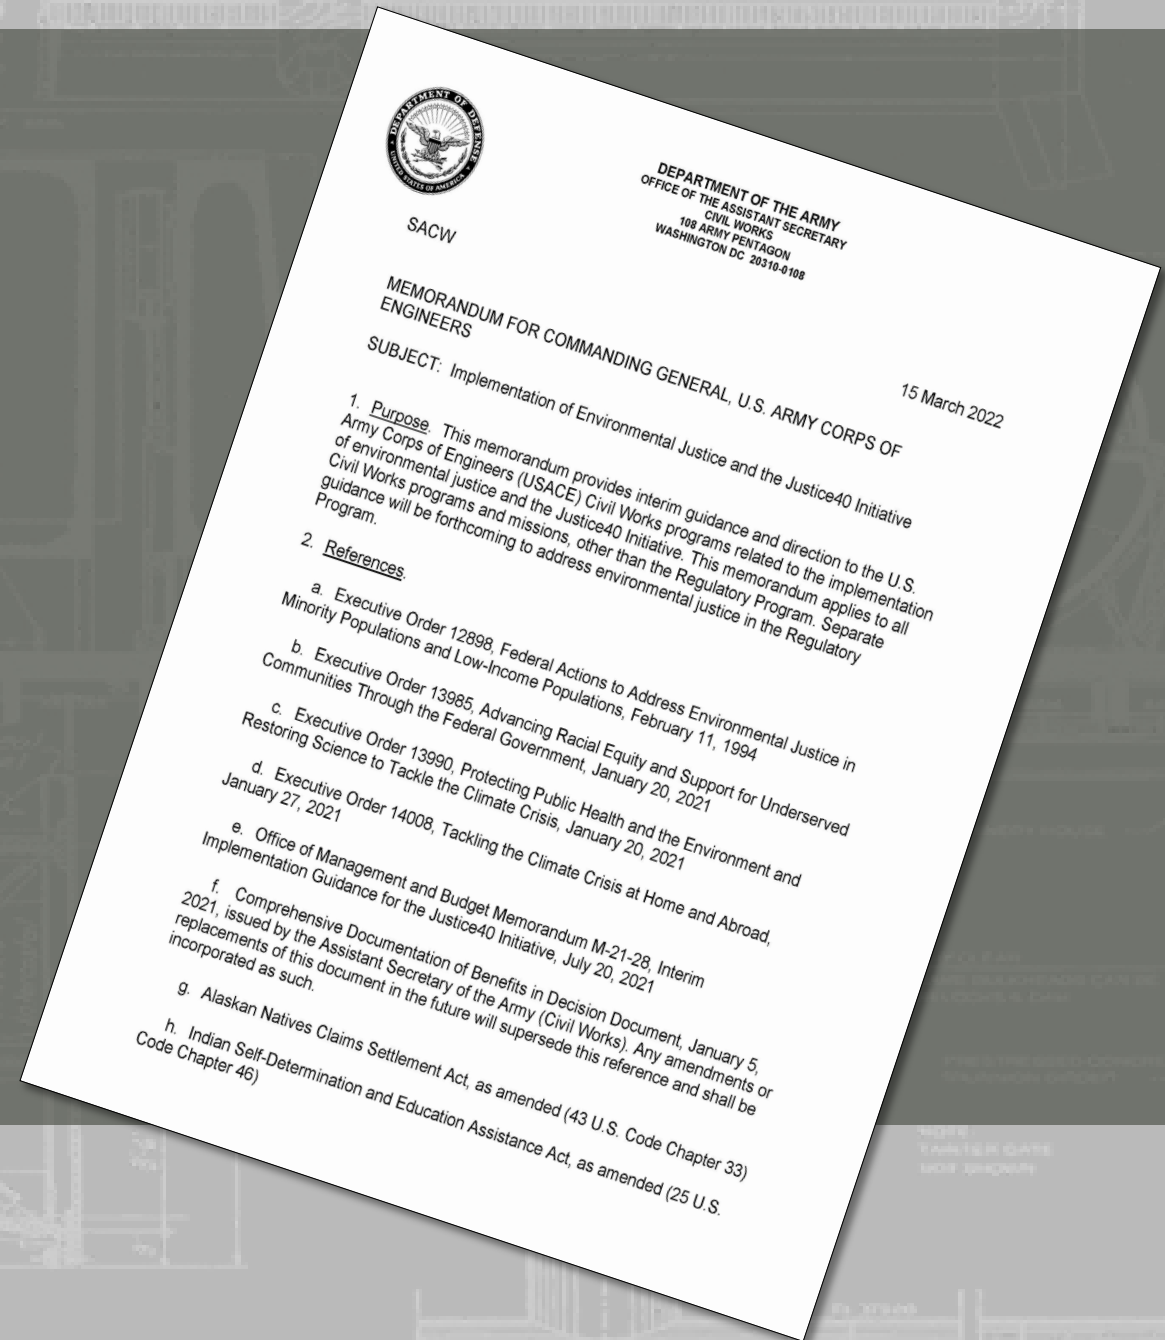 DEPARTMENT OF DEFENSE
UNITED STATES OF AMERICA
DEPARTMENT OF THE ARMY
OFFICE OF THE ASSISTANT SECRETARY
CIVIL WORKS
108 ARMY PENTAGON
WASHINGTON DC 20310-0108
SACW
15 March 2022
MEMORANDUM FOR COMMANDING GENERAL, U.S. ARMY CORPS OF
ENGINEERS
SUBJECT: Implementation of Environmental Justice and the Justice40 Initiative
1. Purpose. This memorandum provides interim guidance and direction to the U.S.
Army Corps of Engineers (USACE) Civil Works programs related to the implementation
of environmental justice and the Justice40 Initiative. This memorandum applies to all
Civil Works programs and missions, other than the Regulatory Program. Separate
guidance will be forthcoming to address environmental justice in the Regulatory
Program.
2. References.
a. Executive Order 12898, Federal Actions to Address Environmental Justice in
Minority Populations and Low-Income Populations, February 11, 1994
b. Executive Order 13985, Advancing Racial Equity and Support for Underserved
Communities Through the Federal Government, January 20, 2021
c. Executive Order 13990, Protecting Public Health and the Environment and
Restoring Science to Tackle the Climate Crisis, January 20, 2021
d. Executive Order 14008, Tackling the Climate Crisis at Home and Abroad,
January 27, 2021
e. Office of Management and Budget Memorandum M-21-28, Interim
Implementation Guidance for the Justice40 Initiative, July 20, 2021
f. Comprehensive Documentation of Benefits in Decision Document, January 5,
2021, issued by the Assistant Secretary of the Army (Civil Works). Any amendments or
replacements of this document in the future will supersede this reference and shall be
incorporated as such.
g. Alaskan Natives Claims Settlement Act, as amended (43 U.S. Code Chapter 33)
h. Indian Self-Determination and Education Assistance Act, as amended (25 U.S.
Code Chapter 46)
NOT SHOWN